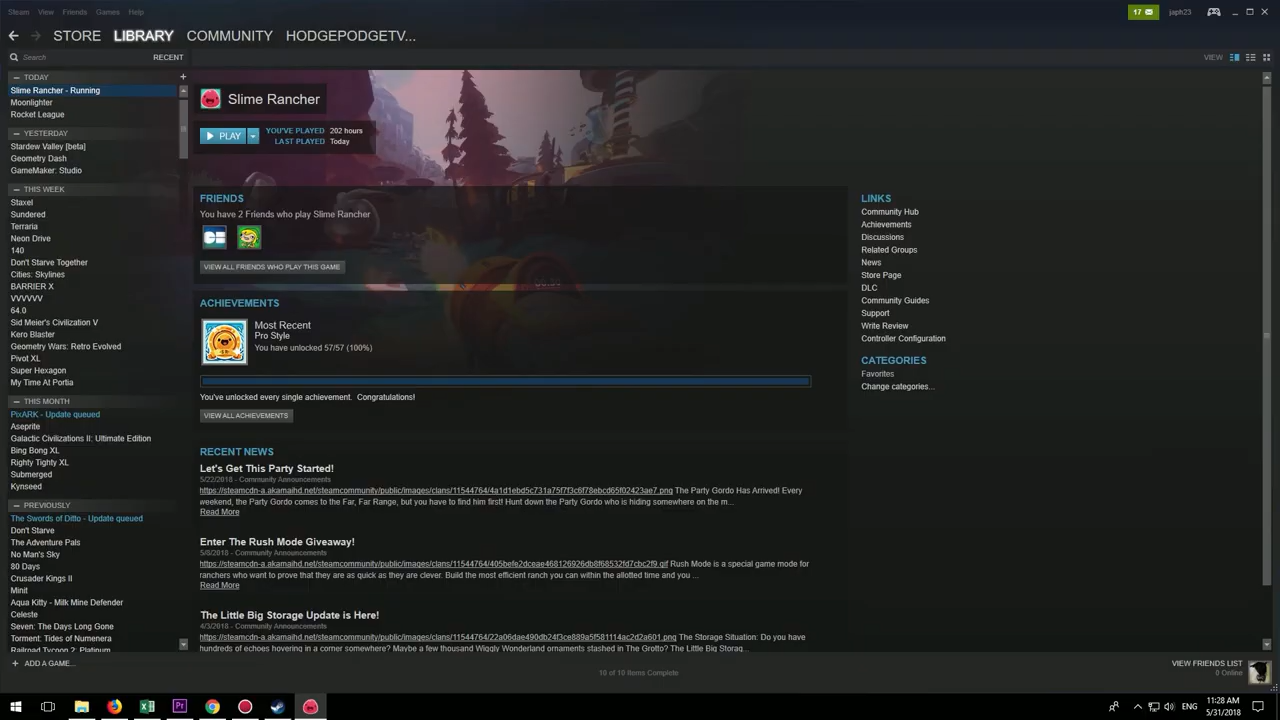 Steam View Friends Games Help
17
japh23
STORE LIBRARY COMMUNITY HODGEPODGETV...
Search
RECENT
VIEW
TODAY
Slime Rancher - Running
Moonlighter
Rocket League
YESTERDAY
Stardew Valley [beta]
Geometry Dash
GameMaker: Studio
THIS WEEK
Staxel
Sundered
Terraria
Neon Drive
140
Don't Starve Together
Cities: Skylines
BARRIER X
VVVVVV
64.0
Sid Meier's Civilization V
Kero Blaster
Geometry Wars: Retro Evolved
Pivot XL
Super Hexagon
My Time At Portia
THIS MONTH
PixARK - Update queued
Aseprite
Galactic Civilizations II: Ultimate Edition
Bing Bong XL
Righty Tighty XL
Submerged
Kynseed
PREVIOUSLY
The Swords of Ditto - Update queued
Don't Starve
The Adventure Pals
No Man's Sky
80 Days
Crusader Kings II
Minit
Aqua Kitty - Milk Mine Defender
Celeste
Seven: The Days Long Gone
Torment: Tides of Numenera
Railroad Tycoon 2: Platinum
ADD A GAME...
Slime Rancher
PLAY
YOU'VE PLAYED 202 hours
LAST PLAYED Today
FRIENDS
You have 2 Friends who play Slime Rancher
VIEW ALL FRIENDS WHO PLAY THIS GAME
ACHIEVEMENTS
Most Recent
Pro Style
You have unlocked 57/57 (100%)
You've unlocked every single achievement. Congratulations!
VIEW ALL ACHIEVEMENTS
RECENT NEWS
Let's Get This Party Started!
5/22/2018 - Community Announcements
https://steamcdn-a.akamaihd.net/steamcommunity/public/images/clans/11544764/4a1d1ebd5c731a75f7f3c6f78ebcd65f02423ae7.png The Party Gordo Has Arrived! Every
weekend, the Party Gordo comes to the Far, Far Range, but you have to find him first! Hunt down the Party Gordo who is hiding somewhere on the m...
Read More
Enter The Rush Mode Giveaway!
5/8/2018 - Community Announcements
https://steamcdn-a.akamaihd.net/steamcommunity/public/images/clans/11544764/405befe2dceae468126926db8f68532fd7cbc2f9.gif Rush Mode is a special game mode for
ranchers who want to prove that they are as quick as they are clever. Build the most efficient ranch you can within the allotted time and you ...
Read More
The Little Big Storage Update is Here!
4/3/2018 - Community Announcements
https://steamcdn-a.akamaihd.net/steamcommunity/public/images/clans/11544764/22a06dae490db24f3ce889a5f581114ac2d2a601.png The Storage Situation: Do you have
hundreds of echoes hovering in a corner somewhere? Maybe a few thousand Wiggly Wonderland ornaments stashed in The Grotto? The Little Big Storag...
LINKS
Community Hub
Achievements
Discussions
Related Groups
News
Store Page
DLC
Community Guides
Support
Write Review
Controller Configuration
CATEGORIES
Favorites
Change categories...
10 of 10 Items Complete
VIEW FRIENDS LIST
0 Online
Pr
ENG
11:28 AM
5/31/2018